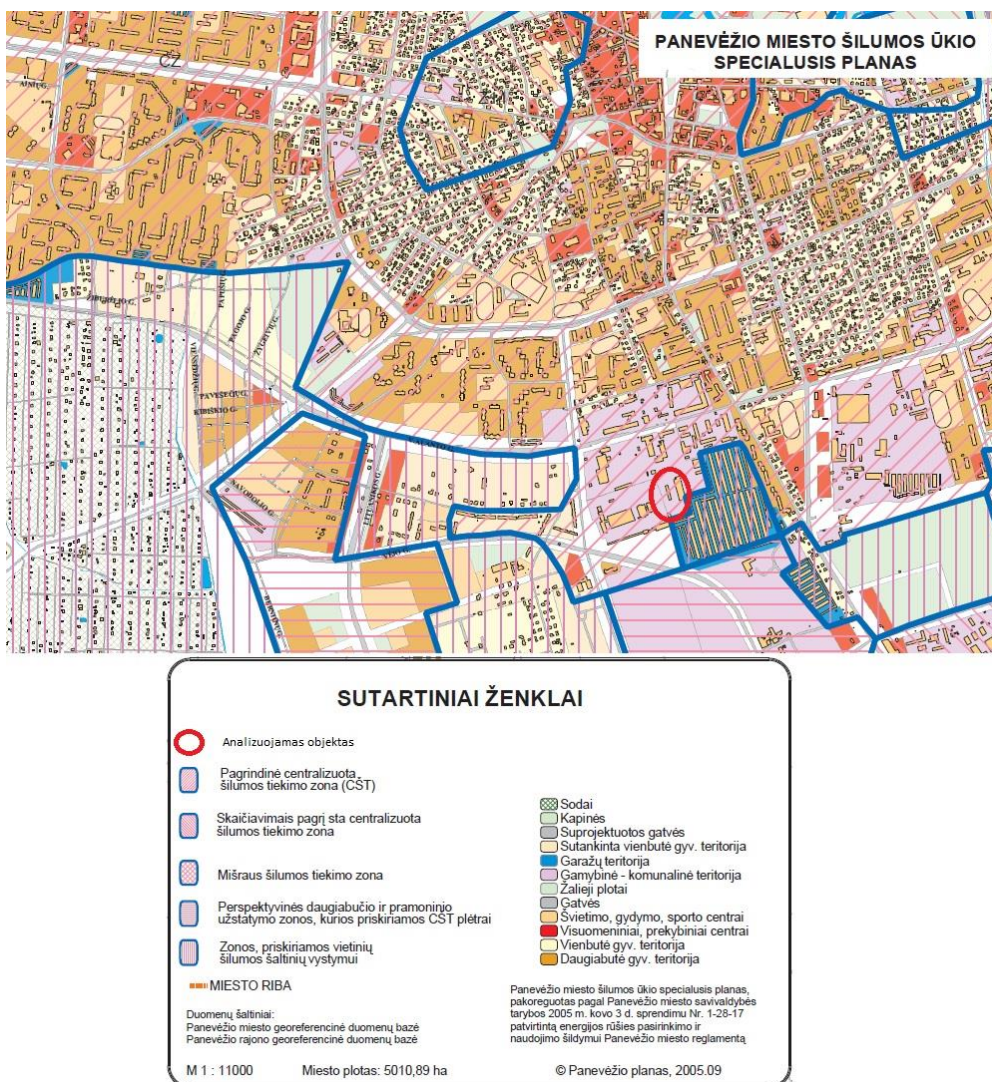 PANEVĖŽIO MIESTO ŠILUMOS ŪKIO
SPECIALUSIS PLANAS
CZ
SUTARTINIAI ŽENKLAI
Analizuojamas objektas
Pagrindinė centralizuota
šilumos tiekimo zona (CŠT)
Skaičiavimais pagrį sta centralizuota
šilumos tiekimo zona
Mišraus šilumos tiekimo zona
Perspektyvinės daugiabučio ir pramoninio
užstatymo zonos, kurios priskiriamos CŠT plėtrai
Zonos, priskiriamos vietinių
šilumos šaltinių vystymui
MIESTO RIBA
Duomenų šaltiniai:
Panevėžio miesto georeferencinė duomenų bazė
Panevėžio rajono georeferencinė duomenų bazė
M 1 : 11000 Miesto plotas: 5010,89 ha
Sodai
Kapinės
Suprojektuotos gatvės
Sutankinta vienbutė gyv. teritorija
Garažų teritorija
Gamybinė - komunalinė teritorija
Žalieji plotai
Gatvės
Švietimo, gydymo, sporto centrai
Visuomeniniai, prekybiniai centrai
Vienbutė gyv. teritorija
Daugiabutė gyv. teritorija
Panevėžio miesto šilumos ūkio specialusis planas,
pakoreguotas pagal Panevėžio miesto savivaldybės
tarybos 2005 m. kovo 3 d. sprendimu Nr. 1-28-17
patvirtintą energijos rūšies pasirinkimo ir
naudojimo šildymui Panevėžio miesto reglamentą
© Panevėžio planas, 2005.09